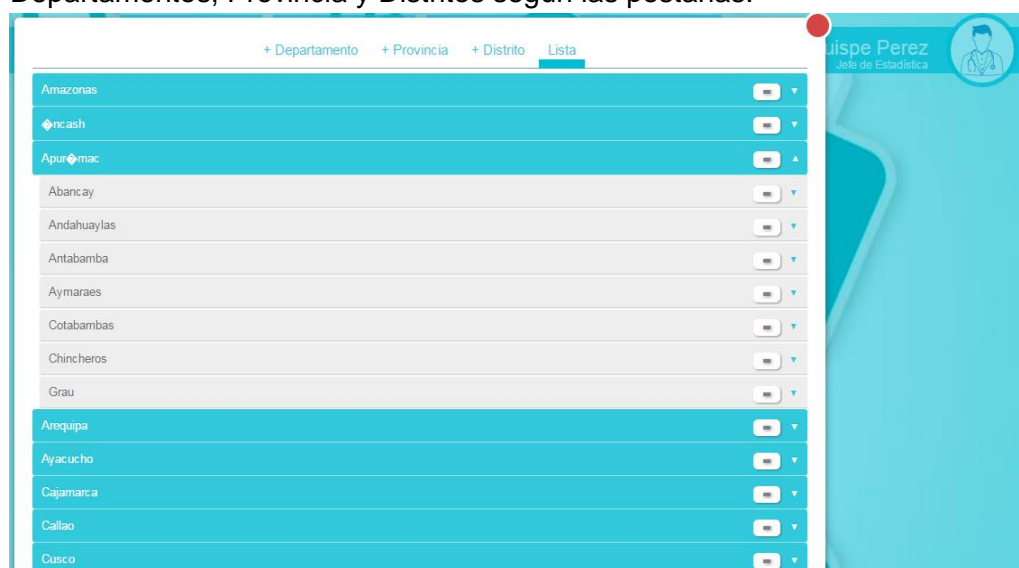 Departamentos, Provincia y Distritos según las pestañas.
+ Departamento + Provincia + Distrito Lista
uispe Perez
Jefe de Estadística
Amazonas
�ncash
Apur�mac
Abancay
Andahuaylas
Antabamba
Aymaraes
Cotabambas
Chincheros
Grau
Arequipa
Ayacucho
Cajamarca
Callao
Cusco